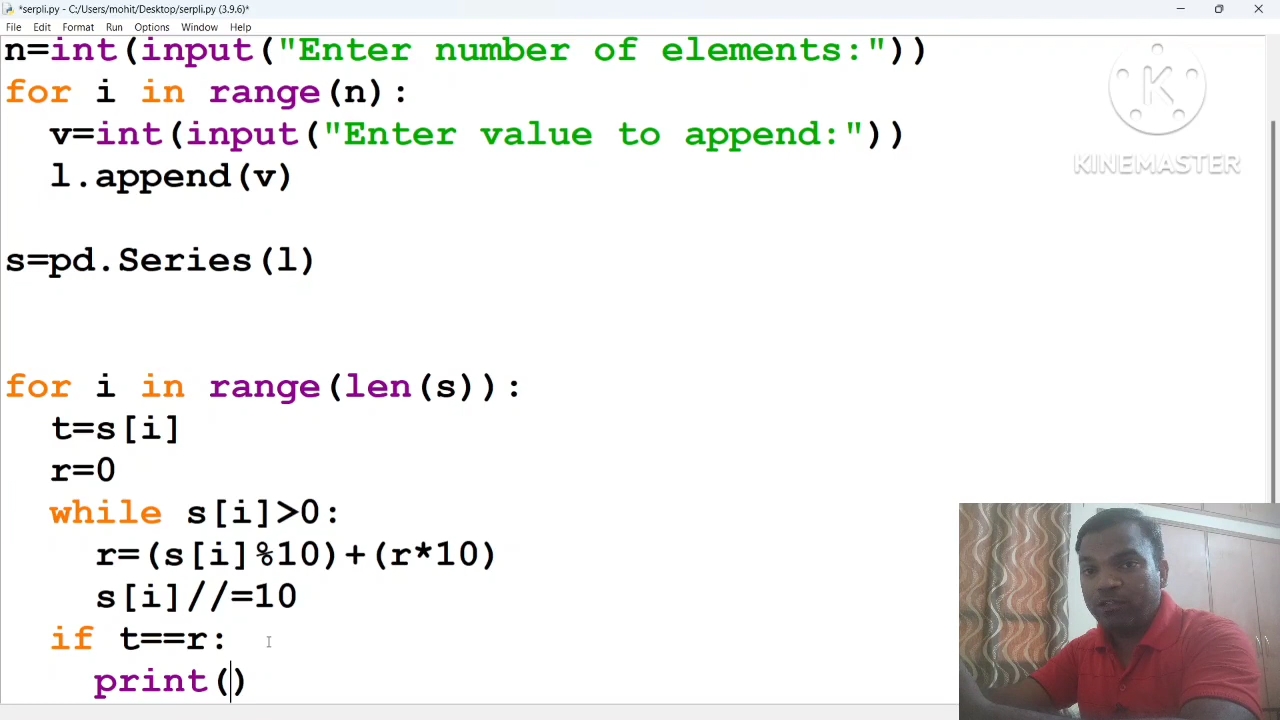 *serpli.py - C:/Users/mohit/Desktop/serpli.py (3.9.6)*
File Edit Format Run Options Window Help
n=int(input("Enter number of elements:"))
for i in range(n):
  v=int(input("Enter value to append:"))
  l.append(v)
s=pd.Series(l)
for i in range(len(s)):
  t=s[i]
  r=0
  while s[i]>0:
    r=(s[i]%10)+(r*10)
    s[i]//=10
  if t==r:
    print()
K
KINEMASTER